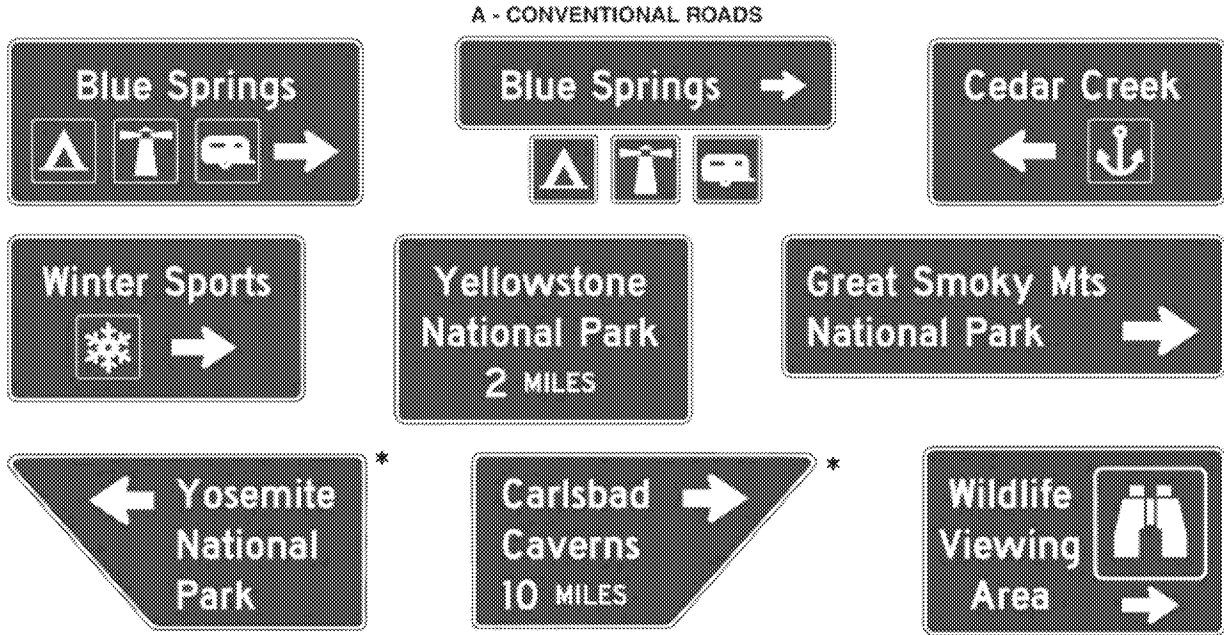 A - CONVENTIONAL ROADS
Blue Springs
Blue Springs
Cedar Creek
Winter Sports
Yellowstone
National Park
2 MILES
Great Smoky Mts
National Park
Yosemite
National
Park
*
Carlsbad
Caverns
10 MILES
*
Wildlife
Viewing
Area